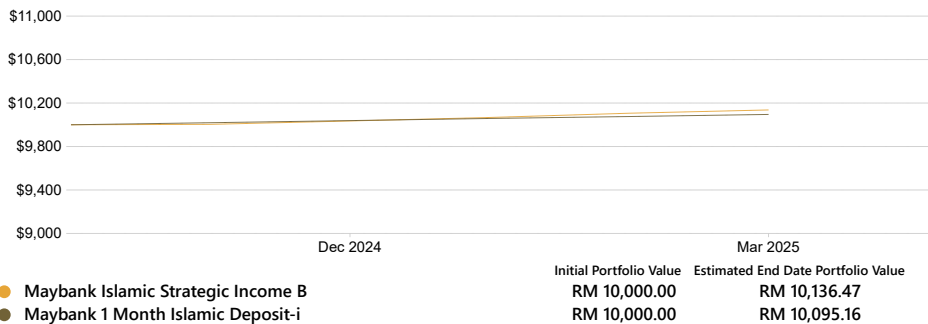 $11,000
$10,600
$10,200
$9,800
$9,400
$9,000
Dec 2024 Mar 2025
Initial Portfolio Value Estimated End Date Portfolio Value
Maybank Islamic Strategic Income B RM 10,000.00 RM 10,136.47
Maybank 1 Month Islamic Deposit-i RM 10,000.00 RM 10,095.16